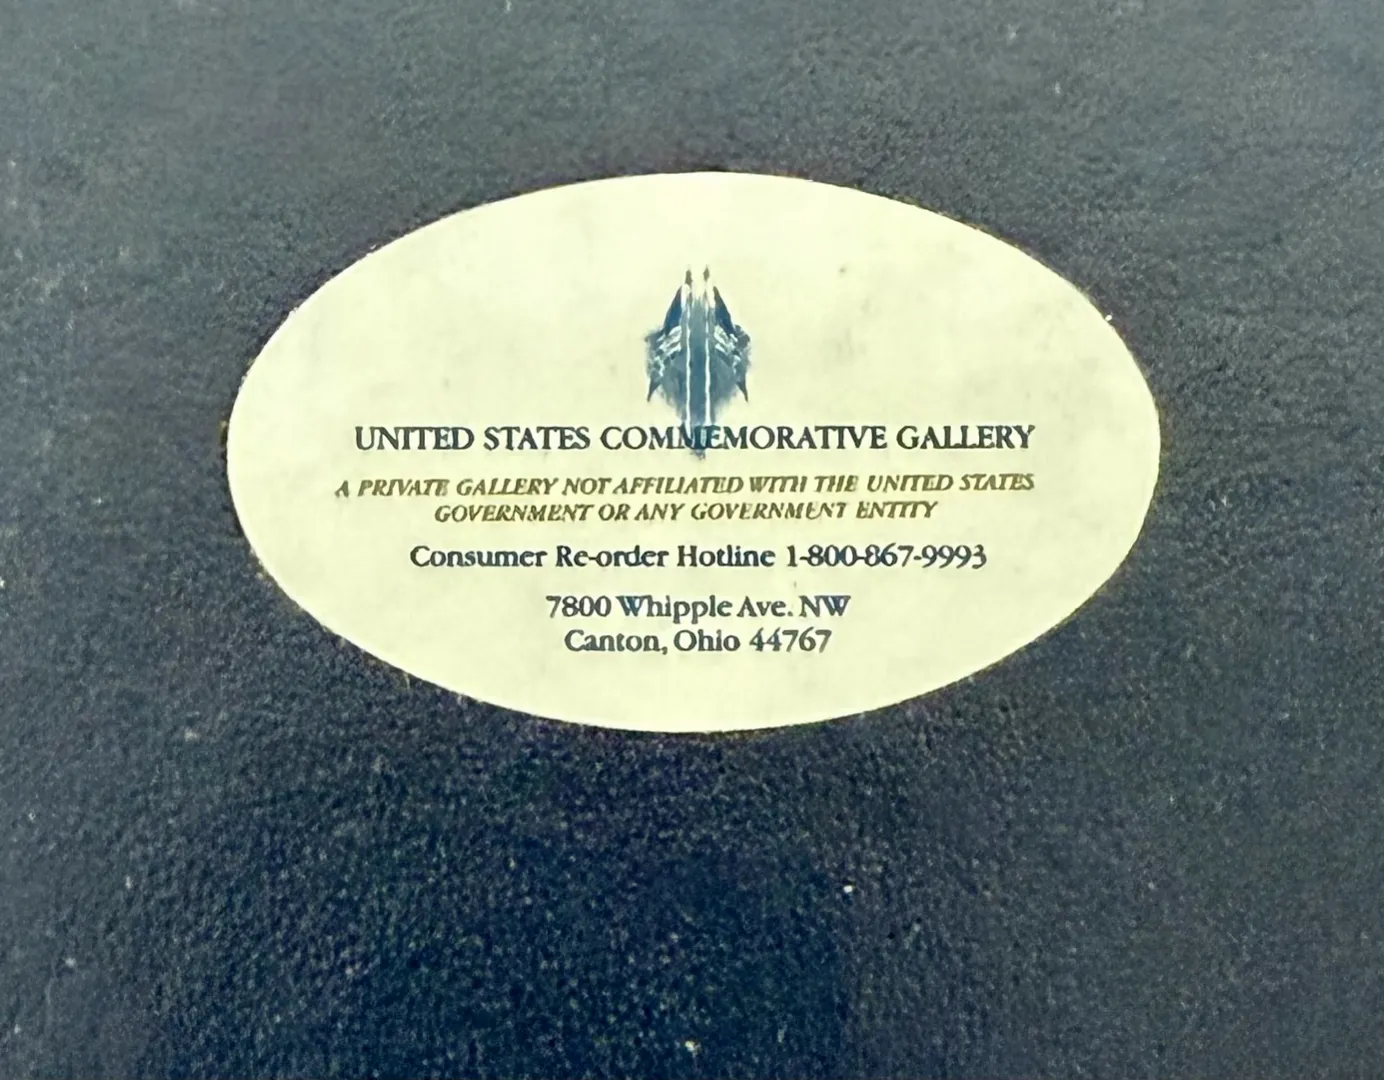 UNITED STATES COMMEMORATIVE GALLERY
A PRIVATE GALLERY NOT AFFILIATED WITH THE UNITED STATES
GOVERNMENT OR ANY GOVERNMENT ENTITY
Consumer Re-order Hotline 1-800-867-9993
7800 Whipple Ave. NW
Canton, Ohio 44767